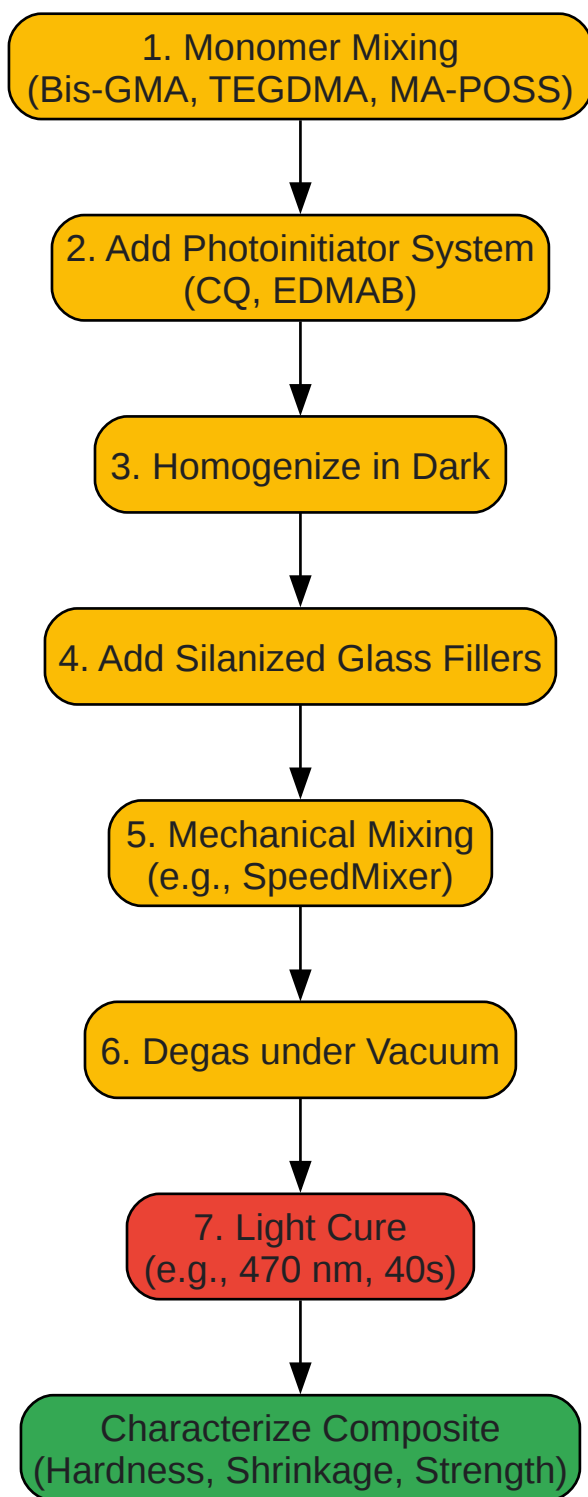 1. Monomer Mixing
(Bis-GMA, TEGDMA, MA-POSS)
2. Add Photoinitiator System
(CQ, EDMAB)
3. Homogenize in Dark
4. Add Silanized Glass Fillers
5. Mechanical Mixing
(e.g., SpeedMixer)
6. Degas under Vacuum
7. Light Cure
(e.g., 470 nm, 40s)
Characterize Composite
(Hardness, Shrinkage, Strength)